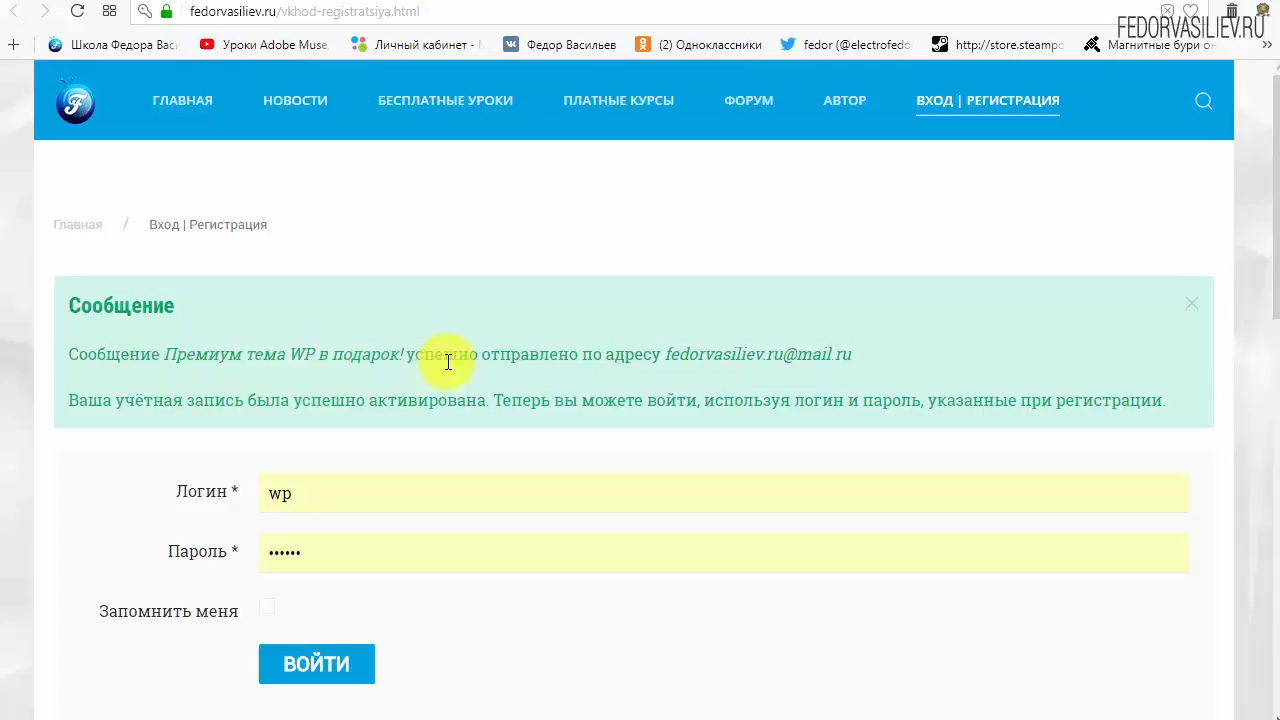 fedorvasiliev.ru/vkhod-registratsiya.html
FEDORVASILIEV.RU
Школа Федора Васи Уроки Adobe Muse Личный кабинет - Федор Васильев (2) Одноклассники fedor (@electrofedo http://store.steampo Магнитные бури
ГЛАВНАЯ НОВОСТИ БЕСПЛАТНЫЕ УРОКИ ПЛАТНЫЕ КУРСЫ ФОРУМ АВТОР ВХОД | РЕГИСТРАЦИЯ
Главная / Вход | Регистрация
Сообщение
Сообщение Премиум тема WP в подарок! успешно отправлено по адресу fedorvasiliev.ru@mail.ru
Ваша учётная запись была успешно активирована. Теперь вы можете войти, используя логин и пароль, указанные при регистрации.
Логин * wp
Пароль * ••••••
Запомнить меня
ВОЙТИ